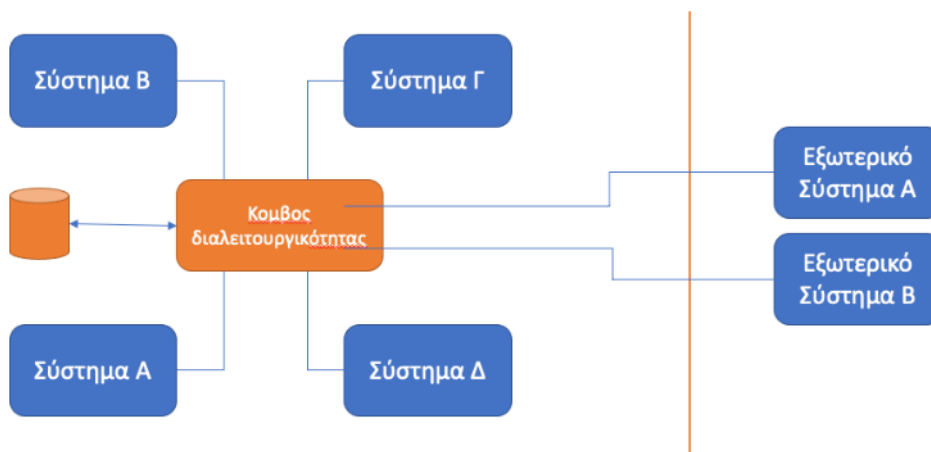 Σύστημα Β
Σύστημα Γ
Εξωτερικό
Σύστημα Α
Κομβος
διαλειτουργικότητας
Εξωτερικό
Σύστημα Β
Σύστημα Α
Σύστημα Δ